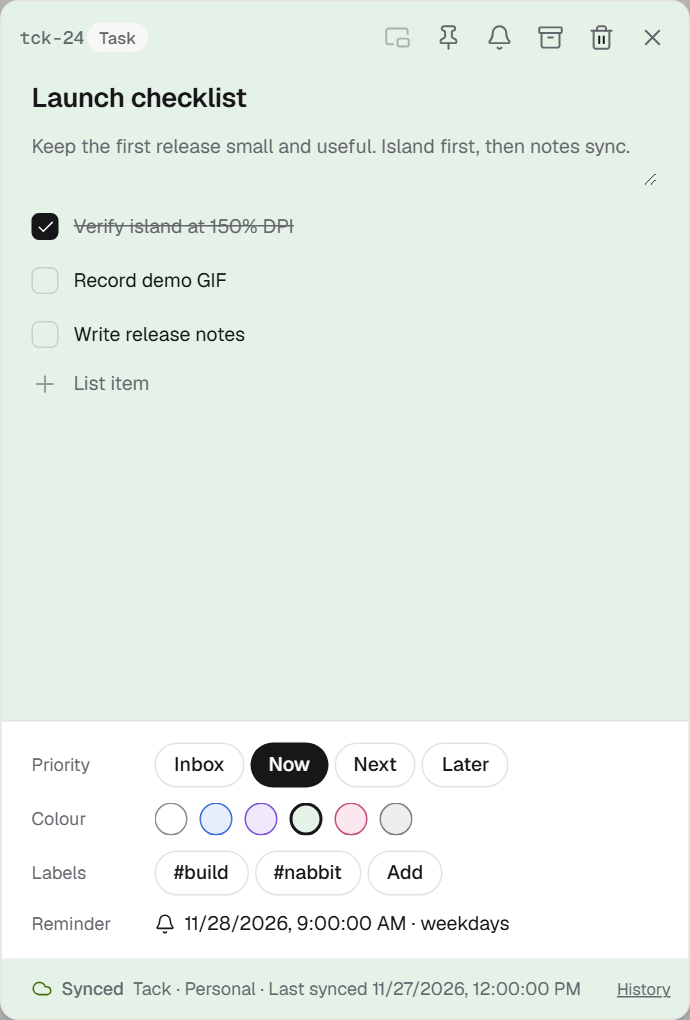 tck-24 Task
Launch checklist
Keep the first release small and useful. Island first, then notes sync.
Verify island at 150% DPI
Record demo GIF
Write release notes
List item
Priority Inbox Now Next Later
Colour
Labels #build #nabbit Add
Reminder 11/28/2026, 9:00:00 AM · weekdays
Synced Tack · Personal · Last synced 11/27/2026, 12:00:00 PM History